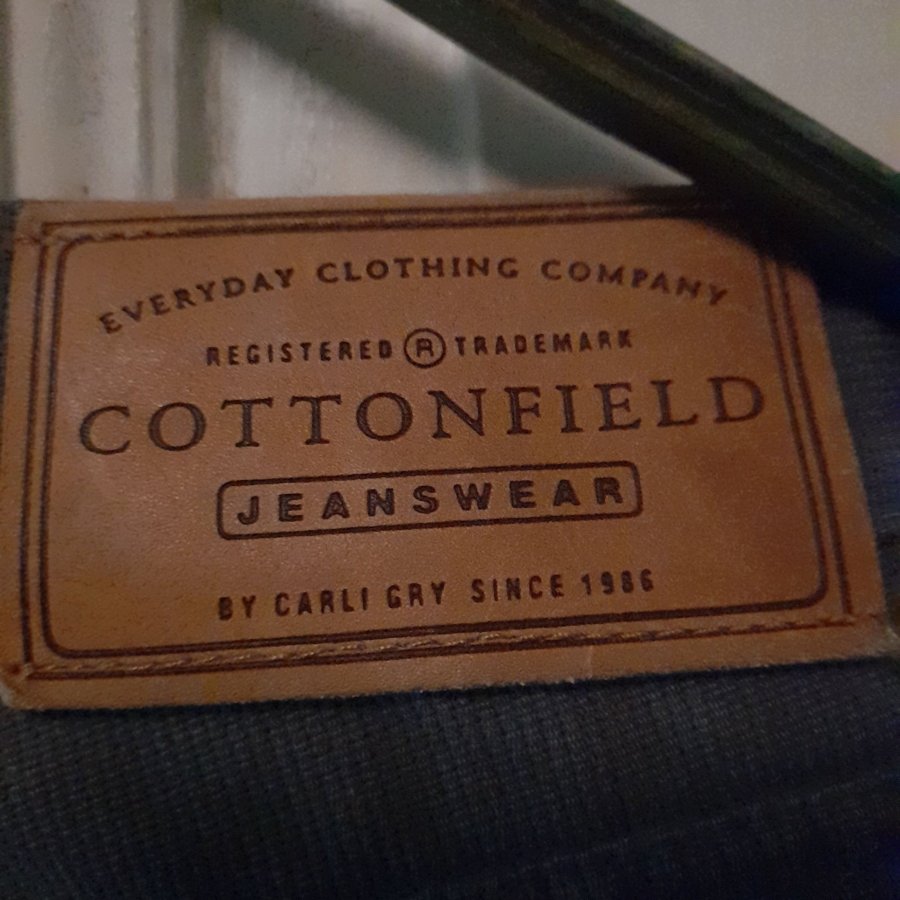 EVERYDAY CLOTHING COMPANY
REGISTERED ® TRADEMARK
COTTONFIELD
JEANSWEAR
BY CARLI GRY SINCE 1986